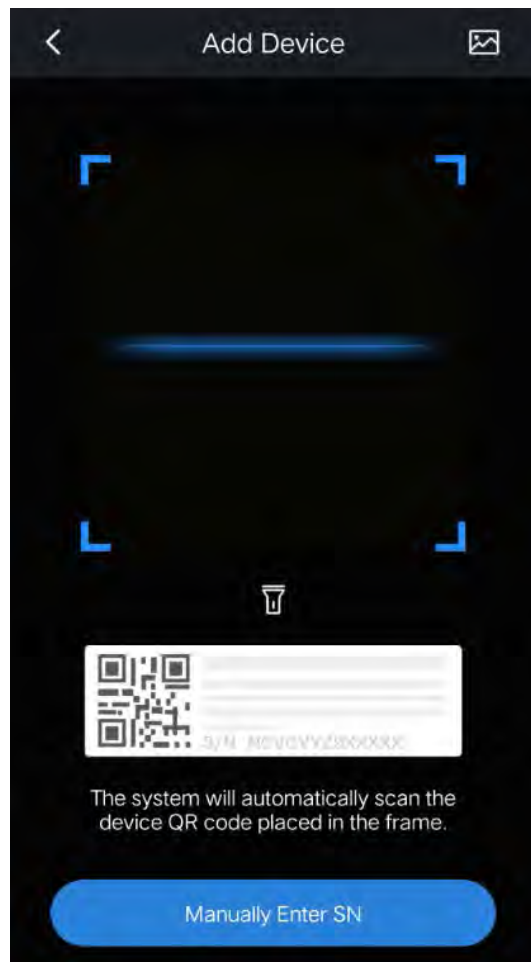 Add Device
S/N
The system will automatically scan the
device QR code placed in the frame.
Manually Enter SN